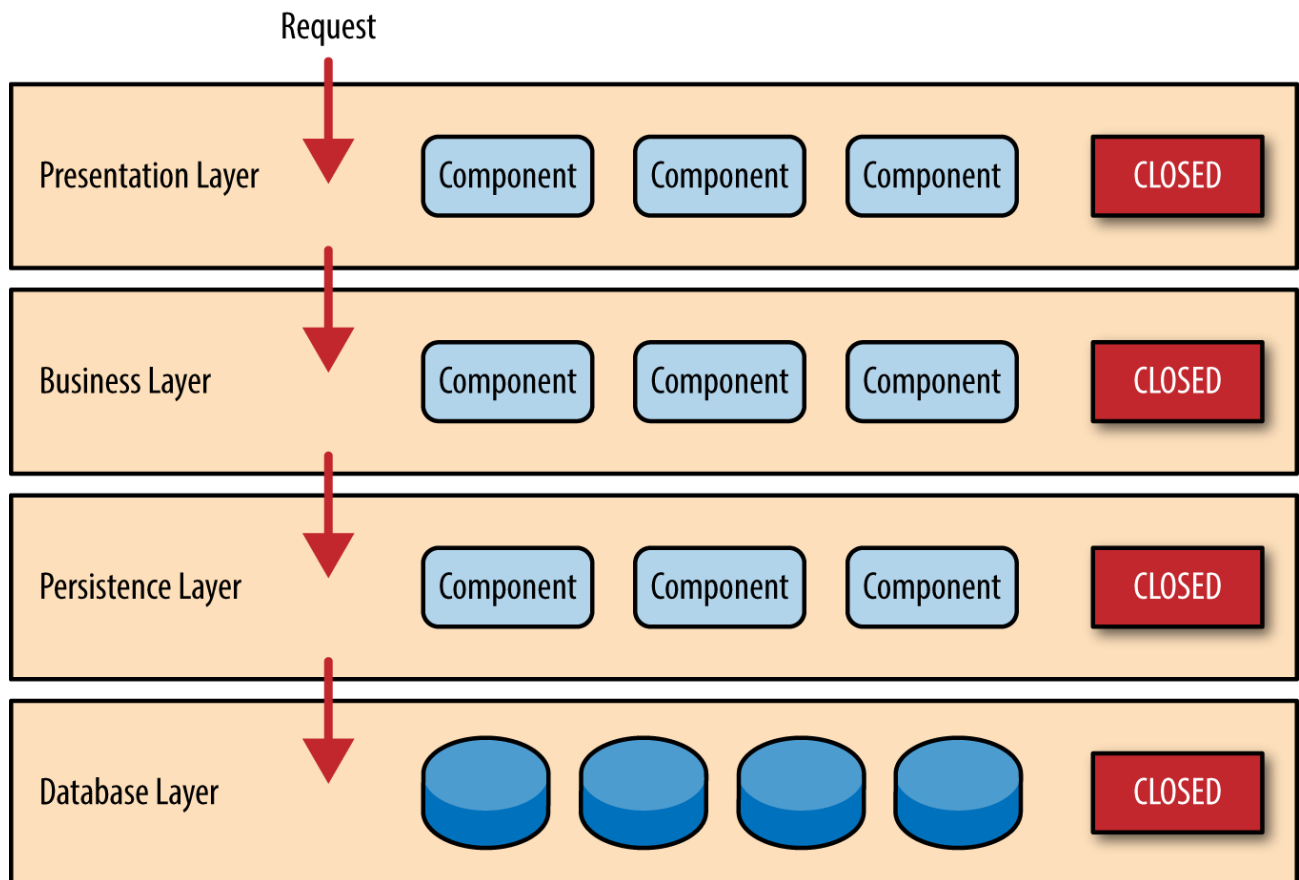 Request
Presentation Layer Component Component Component CLOSED
Business Layer Component Component Component CLOSED
Persistence Layer Component Component Component CLOSED
Database Layer CLOSED